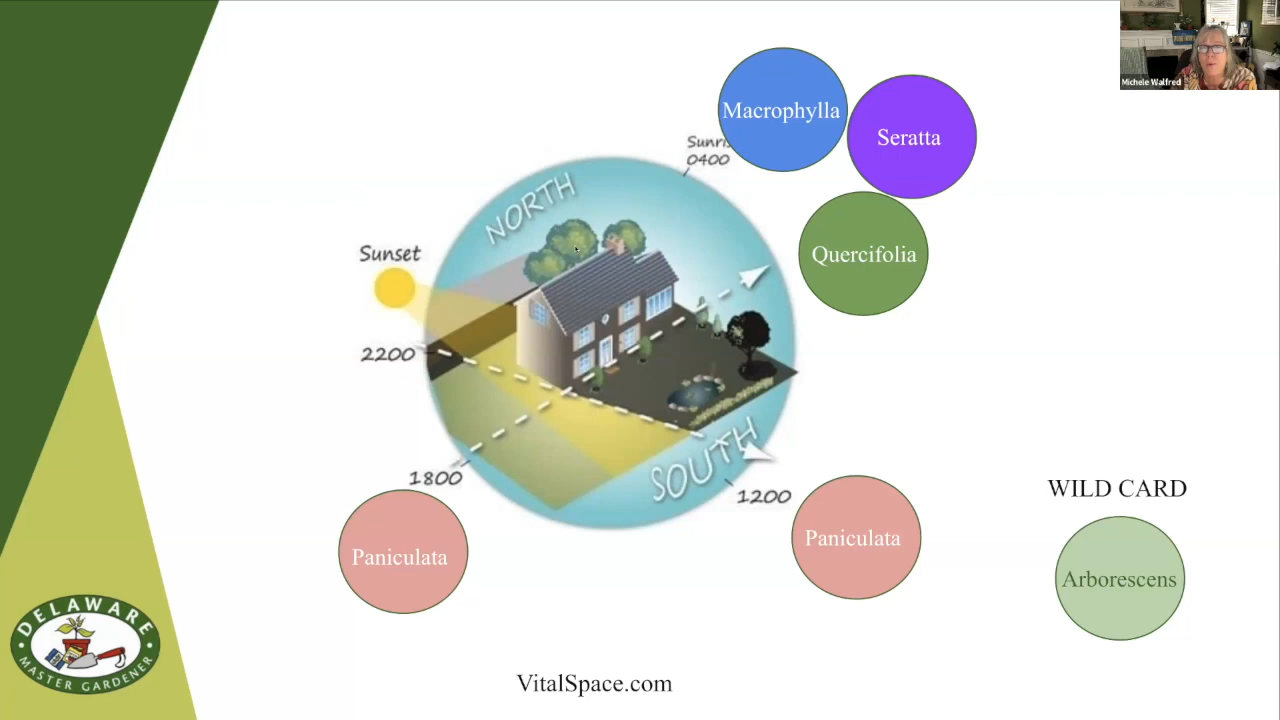 Michele Walfred
Macrophylla
Seratta
Quercifolia
0400
NORTH
Sunset
2200
1800
SOUTH
1200
Paniculata
Paniculata
WILD CARD
Arborescens
DELAWARE
MASTER GARDENER
VitalSpace.com